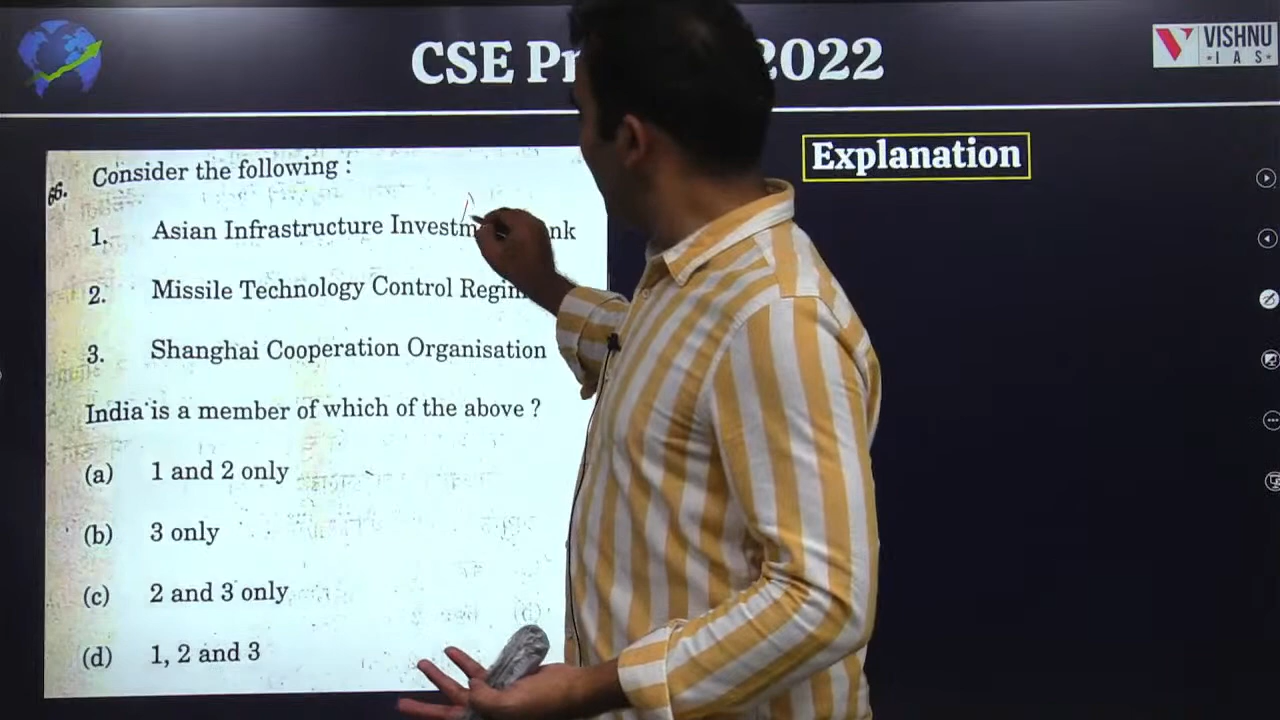 CSE Pr 2022
VISHNU
I A S
Explanation
66.
Consider the following :
1. Asian Infrastructure Investm nk
2. Missile Technology Control Regim
3. Shanghai Cooperation Organisation
India is a member of which of the above ?
(a) 1 and 2 only
(b) 3 only
(c) 2 and 3 only
(d) 1, 2 and 3